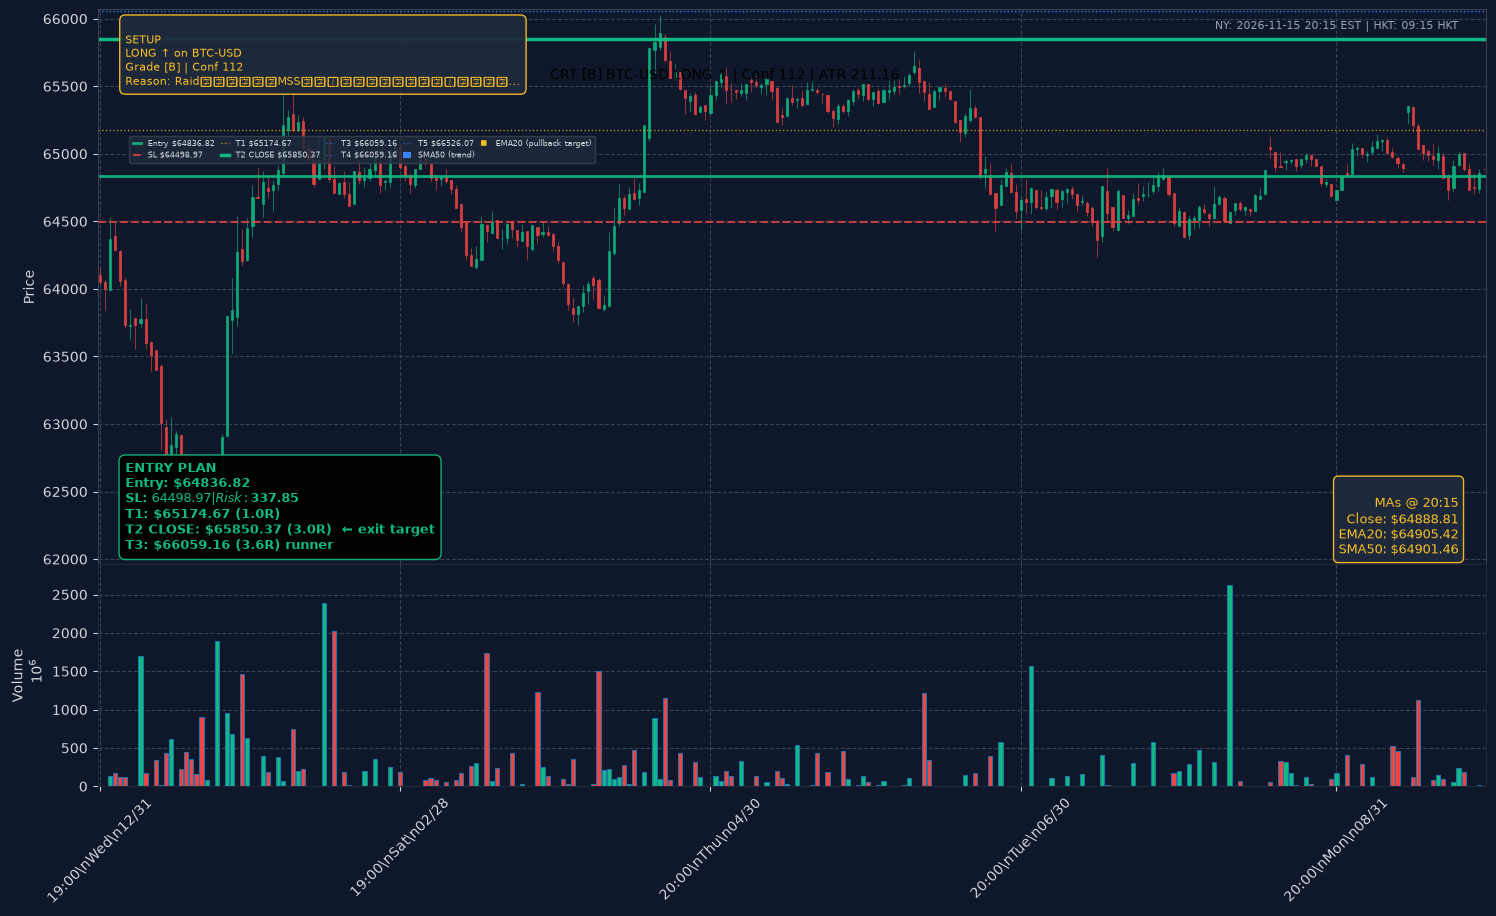 NY: 2026-11-15 20:15 EST | HKT: 09:15 HKT
SETUP
LONG ↑ on BTC-USD
Grade [B] | Conf 112
Reason: Raid MSS / / ...
CRT [B] BTC-USD LONG | Conf 112 | ATR 211.16
Entry $64836.82
SL $64498.97
T1 $65174.67
T2 CLOSE $65850.37
T3 $66059.16
T4 $66059.16
T5 $66526.07
SMA50 (trend)
EMA20 (pullback target)
Price
66000
65500
65000
64500
64000
63500
63000
62500
62000
ENTRY PLAN
Entry: $64836.82
SL: 64498.97|Risk:337.85
T1: $65174.67 (1.0R)
T2 CLOSE: $65850.37 (3.0R) ← exit target
T3: $66059.16 (3.6R) runner
MAs @ 20:15
Close: $64888.81
EMA20: $64905.42
SMA50: $64901.46
Volume
10⁶
2500
2000
1500
1000
500
0
19:00\nWed\n12/31
19:00\nSat\n02/28
20:00\nThu\n04/30
20:00\nTue\n06/30
20:00\nMon\n08/31